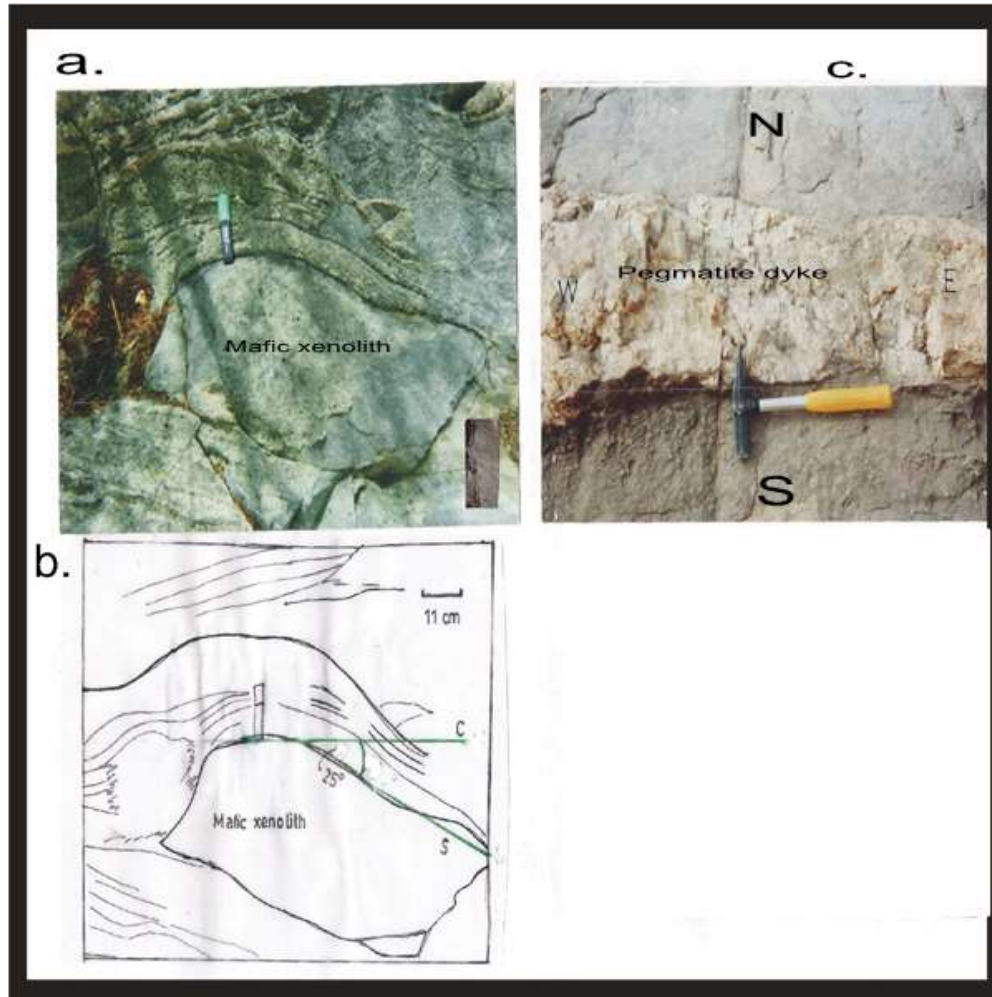 a.
Mafic xenolith
c.
N
Pegmatite dyke
W
E
S
b.
11 cm
C
25°
Mafic xenolith
S